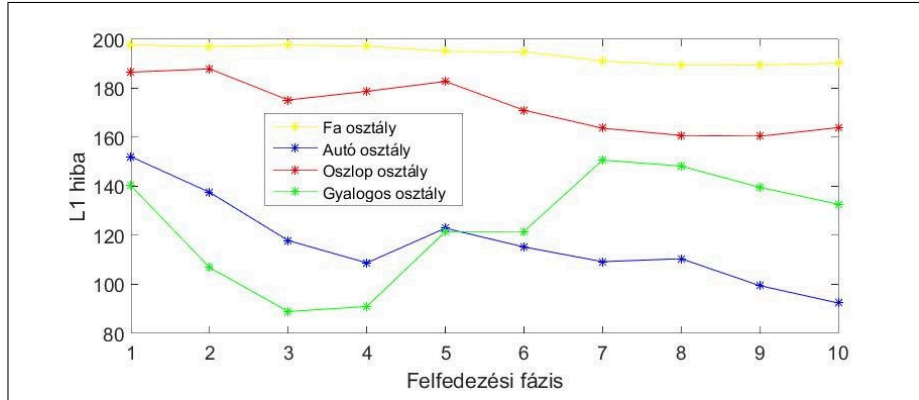 200
180
160
140
120
100
80
L1 hiba
Fa osztály
Autó osztály
Oszlop osztály
Gyalogos osztály
1 2 3 4 5 6 7 8 9 10
Felfedezési fázis